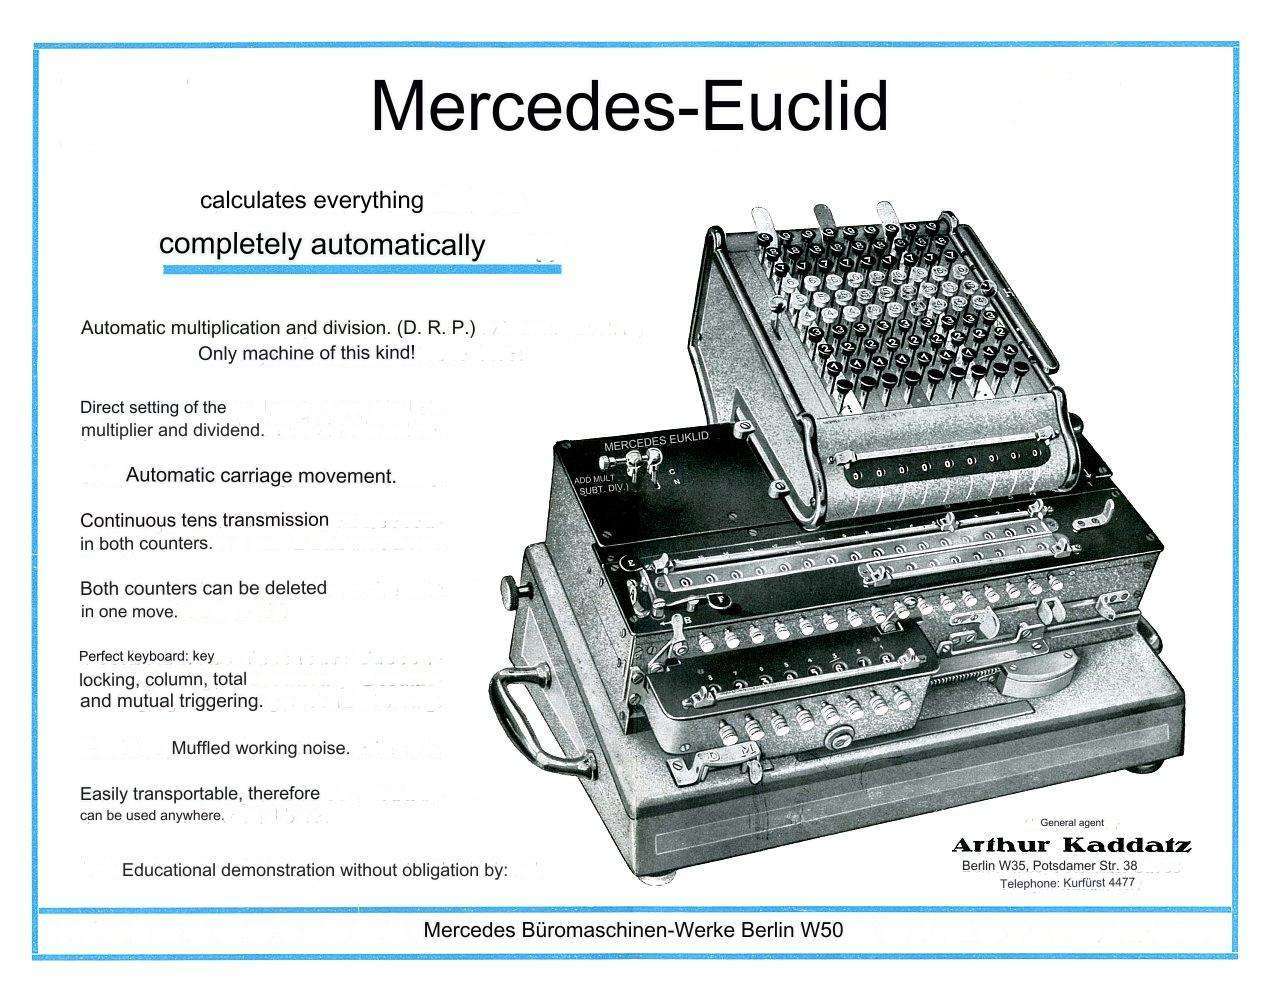 Mercedes-Euclid
calculates everything
completely automatically
Automatic multiplication and division. (D. R. P.)
Only machine of this kind!
Direct setting of the
multiplier and dividend.
Automatic carriage movement.
Continuous tens transmission
in both counters.
Both counters can be deleted
in one move.
Perfect keyboard: key
locking, column, total
and mutual triggering.
Muffled working noise.
Easily transportable, therefore
can be used anywhere.
Educational demonstration without obligation by:
MERCEDES EUKLID
ADD MULT
SUBT. DIV.
C
N
General agent
Arthur Kaddatz
Berlin W35, Potsdamer Str. 38
Telephone: Kurfürst 4477
Mercedes Büromaschinen-Werke Berlin W50